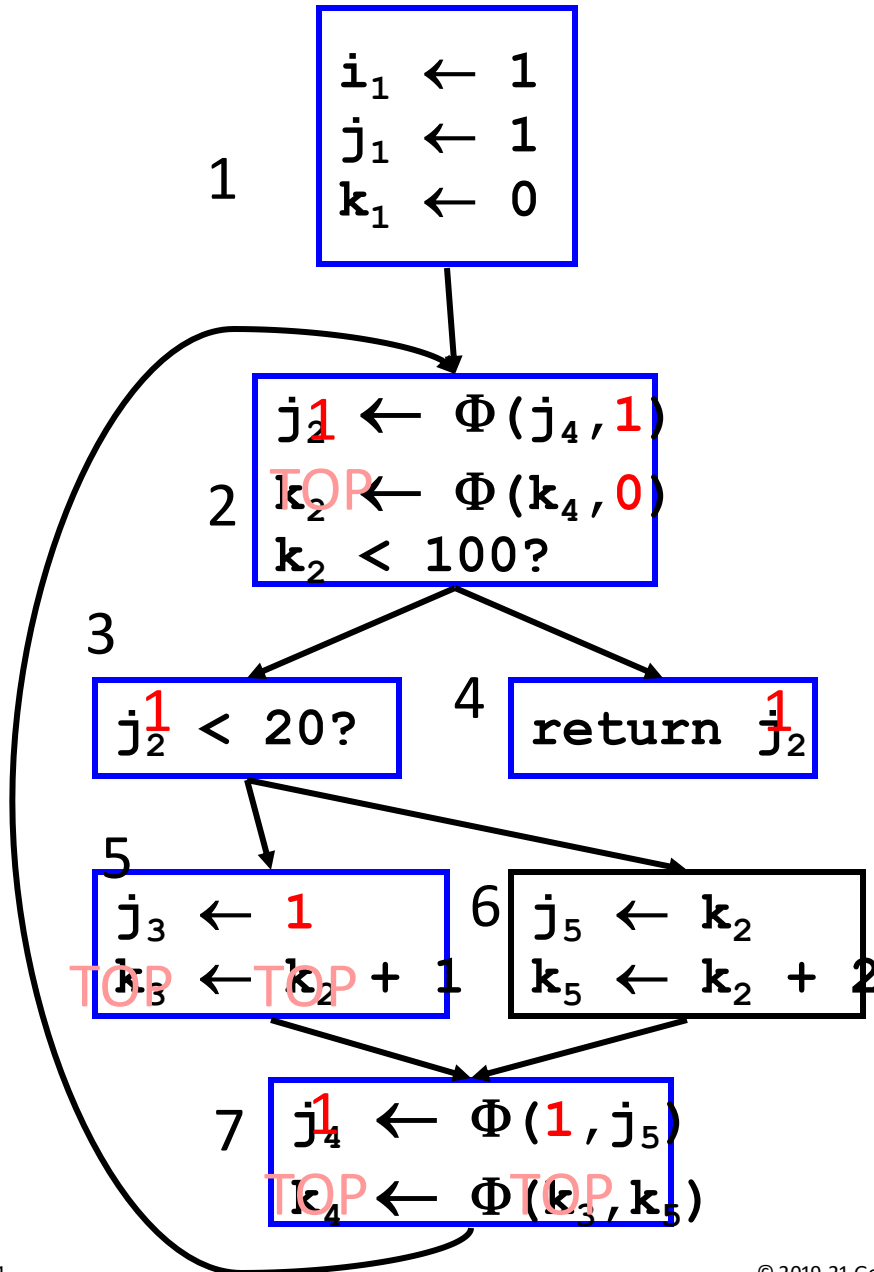 i₁ ← 1
j₁ ← 1
k₁ ← 0
1
j₂ 1 ← Φ(j₄,1)
k₂ TOP ← Φ(k₄,0)
k₂ < 100?
2
3
j₂ 1 < 20?
4
return j₂ 1
5
j₃ ← 1
k₃ TOP ← k₂ TOP + 1
6
j₅ ← k₂
k₅ ← k₂ + 2
7
j₄ 1 ← Φ(1,j₅)
k₄ TOP ← Φ(k₃ TOP,k₅)